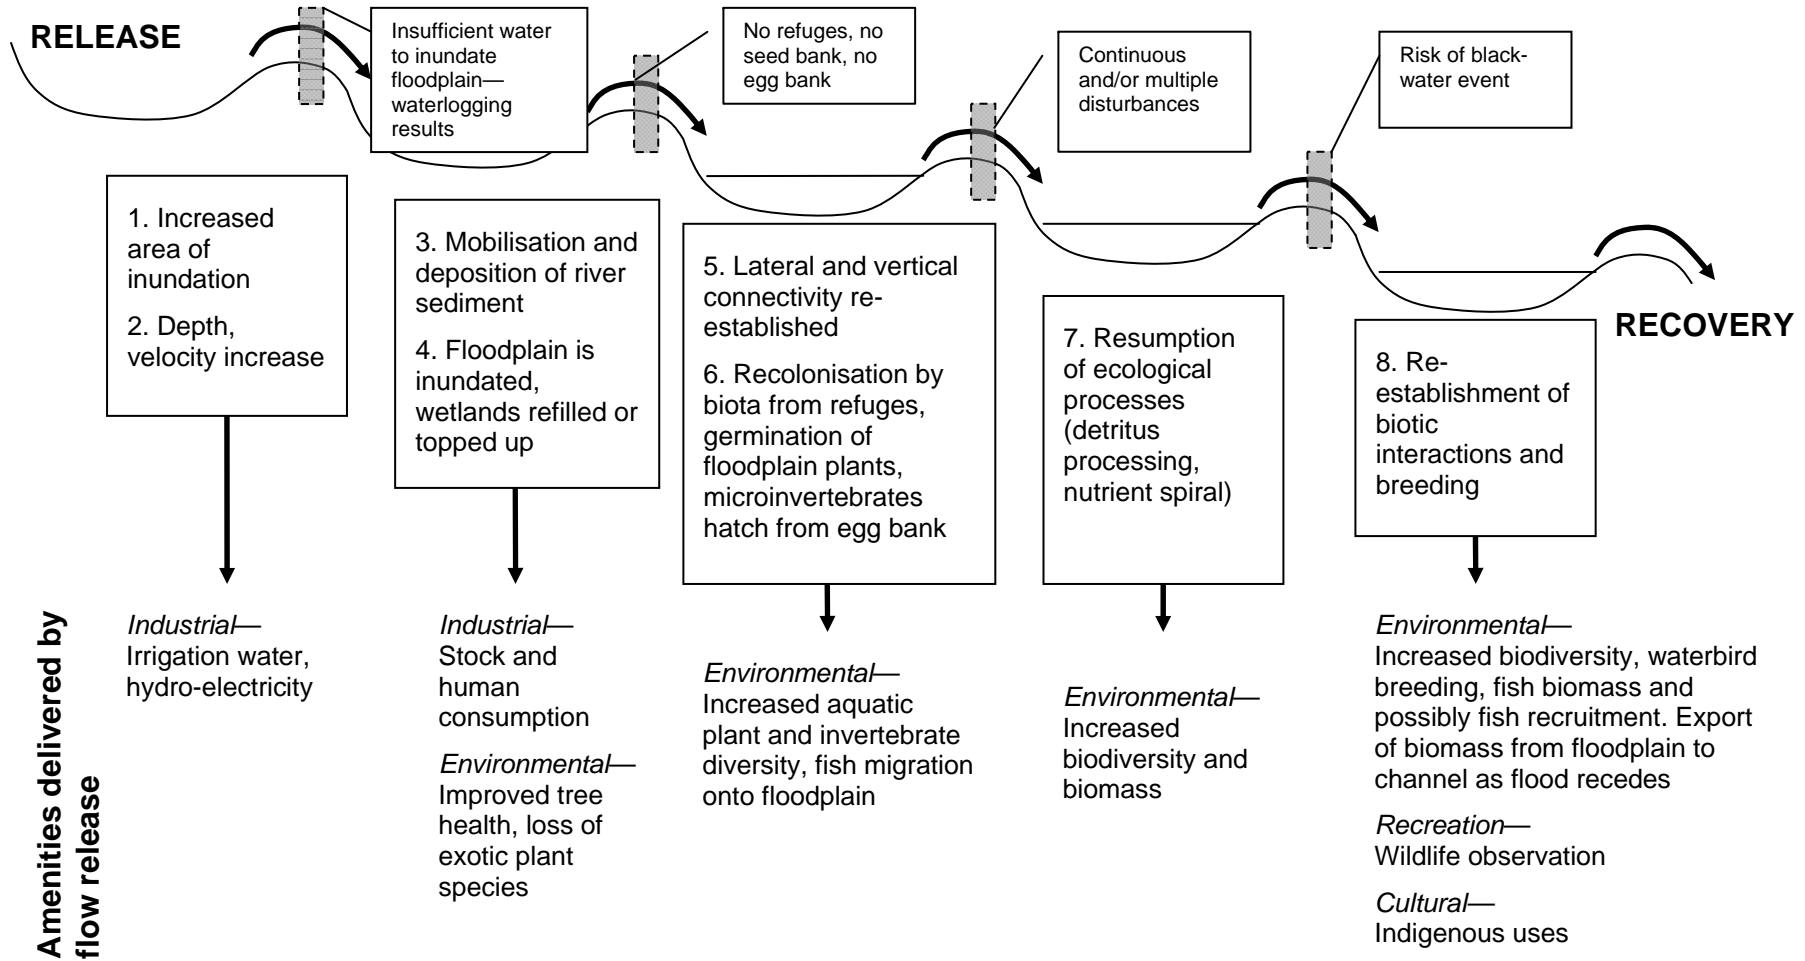 RELEASE
Insufficient water
to inundate
floodplain—
waterlogging
results
No refuges, no
seed bank, no
egg bank
Continuous
and/or multiple
disturbances
Risk of black-
water event
1. Increased
area of
inundation
2. Depth,
velocity increase
3. Mobilisation and
deposition of river
sediment
4. Floodplain is
inundated,
wetlands refilled or
topped up
5. Lateral and vertical
connectivity re-
established
6. Recolonisation by
biota from refuges,
germination of
floodplain plants,
microinvertebrates
hatch from egg bank
7. Resumption
of ecological
processes
(detritus
processing,
nutrient spiral)
8. Re-
establishment of
biotic
interactions and
breeding
RECOVERY
Amenities delivered by
flow release
Industrial—
Irrigation water,
hydro-electricity
Industrial—
Stock and
human
consumption
Environmental—
Improved tree
health, loss of
exotic plant
species
Environmental—
Increased aquatic
plant and invertebrate
diversity, fish migration
onto floodplain
Environmental—
Increased
biodiversity and
biomass
Environmental—
Increased biodiversity, waterbird
breeding, fish biomass and
possibly fish recruitment. Export
of biomass from floodplain to
channel as flood recedes
Recreation—
Wildlife observation
Cultural—
Indigenous uses